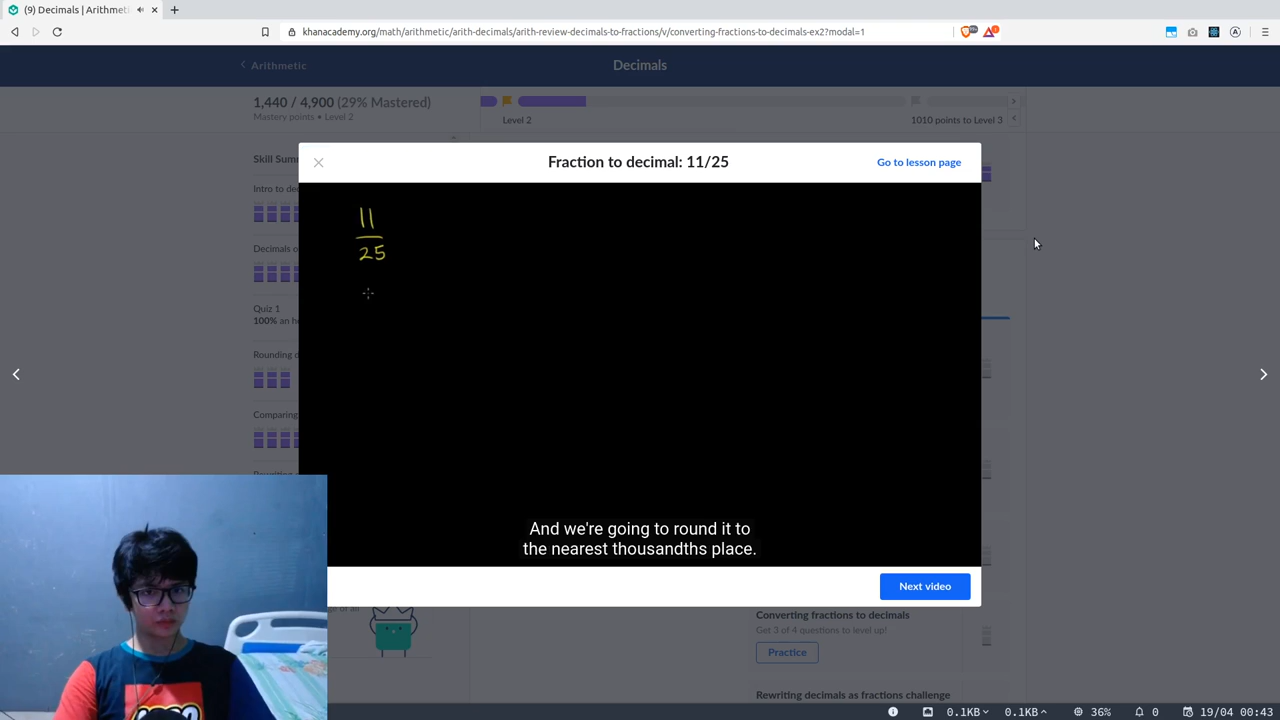 (9) Decimals | Arithmeti
khanacademy.org/math/arithmetic/arith-decimals/arith-review-decimals-to-fractions/v/converting-fractions-to-decimals-ex2?modal=1
Arithmetic
Decimals
1,440 / 4,900 (29% Mastered)
Mastery points • Level 2
Level 2
1010 points to Level 3
Skill Sum
Intro to de
Decimals o
Quiz 1
100% an h
Rounding d
Comparing
Fraction to decimal: 11/25
Go to lesson page
11
25
And we're going to round it to
the nearest thousandths place.
Next video
Converting fractions to decimals
Get 3 of 4 questions to level up!
Practice
Rewriting decimals as fractions challenge
0.1KB
0.1KB
36%
0
19/04 00:43